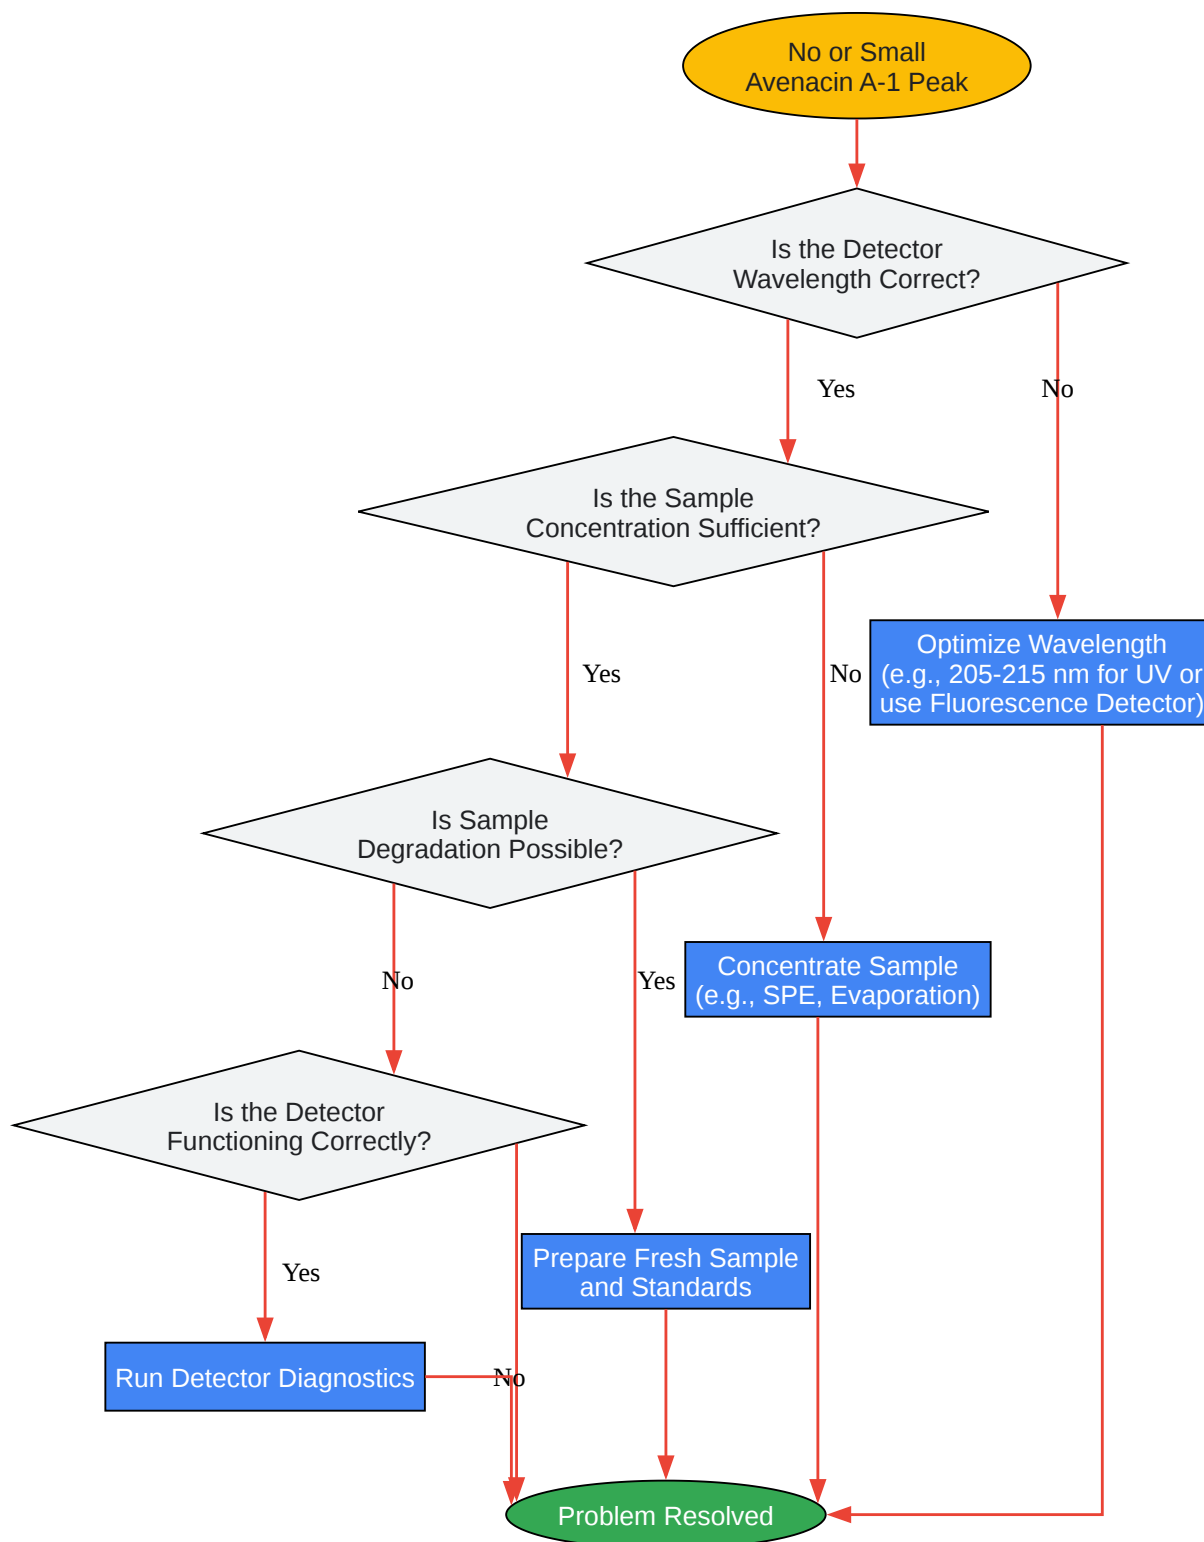 No or Small
Avenacin A-1 Peak
Is the Detector
Wavelength Correct?
Yes
No
Is the Sample
Concentration Sufficient?
Optimize Wavelength
(e.g., 205-215 nm for UV or
use Fluorescence Detector)
Yes
No
Is Sample
Degradation Possible?
Concentrate Sample
(e.g., SPE, Evaporation)
No
Yes
Is the Detector
Functioning Correctly?
Prepare Fresh Sample
and Standards
Yes
Run Detector Diagnostics
No
Problem Resolved